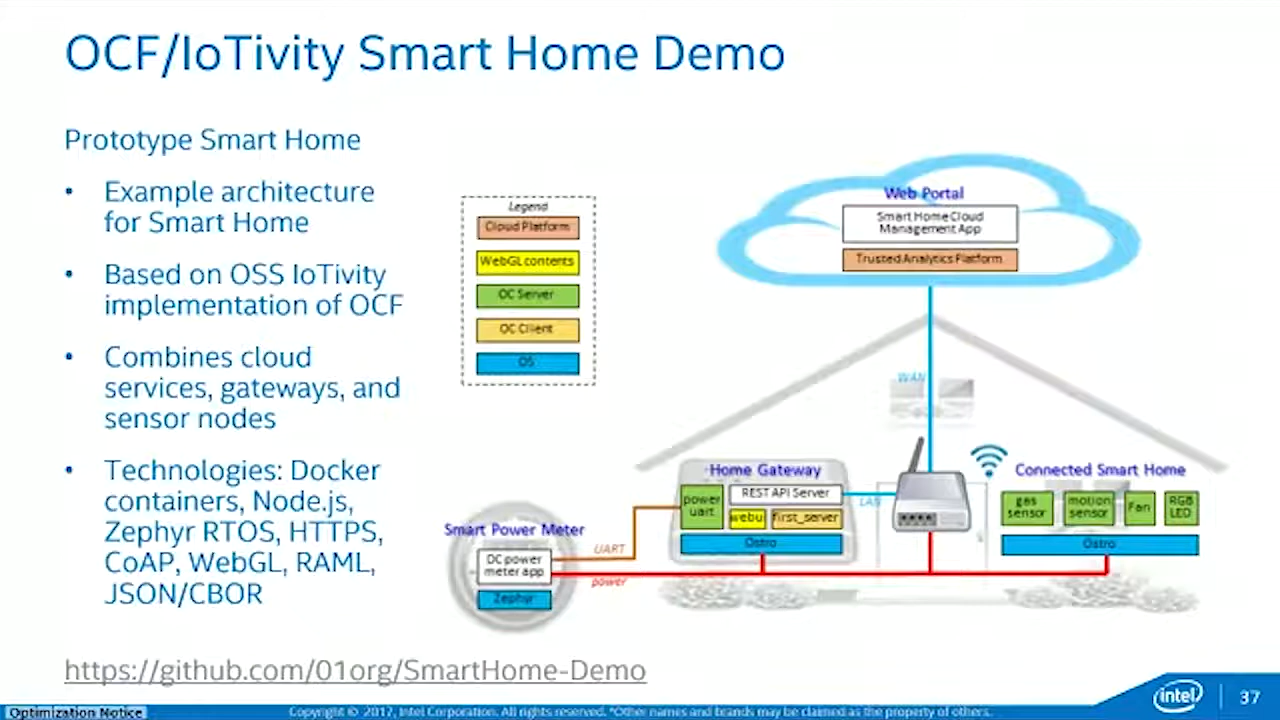 OCF/IoTivity Smart Home Demo
Prototype Smart Home
• Example architecture
for Smart Home
• Based on OSS IoTivity
implementation of OCF
• Combines cloud
services, gateways, and
sensor nodes
• Technologies: Docker
containers, Node.js,
Zephyr RTOS, HTTPS,
CoAP, WebGL, RAML,
JSON/CBOR
https://github.com/01org/SmartHome-Demo
Legend
Cloud Platform
WebGL contents
OC Server
OC Client
OS
Web Portal
Smart Home Cloud
Management App
Trusted Analytics Platform
WAN
Home Gateway
power
uart
REST API Server
webui
first_server
Ostro
LAN
Connected Smart Home
gas
sensor
motion
sensor
Fan
RGB
LED
Ostro
Smart Power Meter
DC power
meter app
Zephyr
UART
power
Optimization Notice
Copyright © 2017, Intel Corporation. All rights reserved. *Other names and brands may be claimed as the property of others.
intel
37